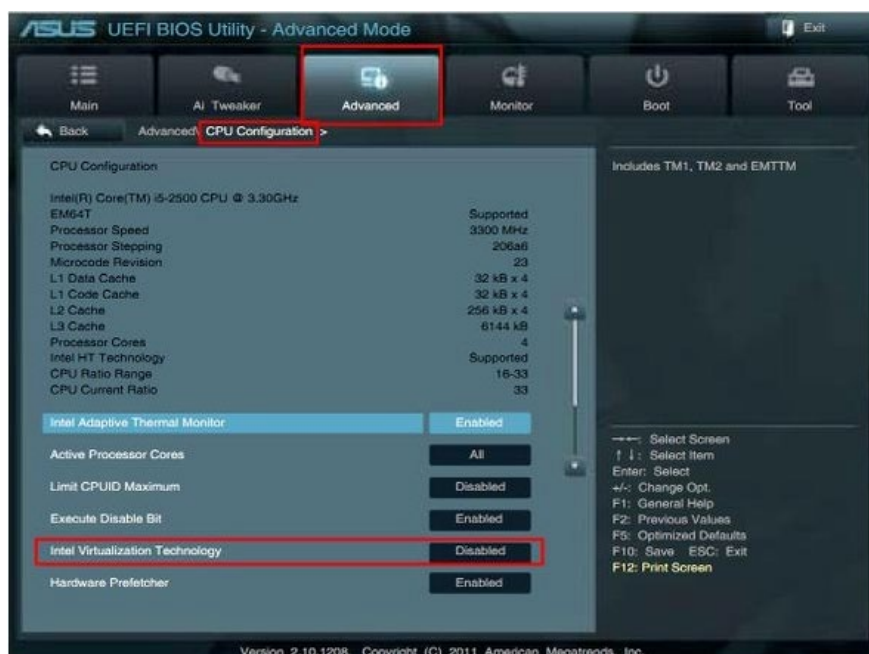 ASUS UEFI BIOS Utility - Advanced Mode
Exit
Main
Ai Tweaker
Advanced
Monitor
Boot
Tool
Back
Advanced\ CPU Configuration >
CPU Configuration
Intel(R) Core(TM) i5-2500 CPU @ 3.30GHz
EM64T Supported
Processor Speed 3300 MHz
Processor Stepping 206a6
Microcode Revision 23
L1 Data Cache 32 kB x 4
L1 Code Cache 32 kB x 4
L2 Cache 256 kB x 4
L3 Cache 6144 kB
Processor Cores 4
Intel HT Technology Supported
CPU Ratio Range 16-33
CPU Current Ratio 33
Intel Adaptive Thermal Monitor Enabled
Active Processor Cores All
Limit CPUID Maximum Disabled
Execute Disable Bit Enabled
Intel Virtualization Technology Disabled
Hardware Prefetcher Enabled
Includes TM1, TM2 and EMTTM
→←: Select Screen
↑↓: Select Item
Enter: Select
+/-: Change Opt.
F1: General Help
F2: Previous Values
F5: Optimized Defaults
F10: Save ESC: Exit
F12: Print Screen
Version 2.10.1208. Copyright (C) 2011 American Megatrends, Inc.